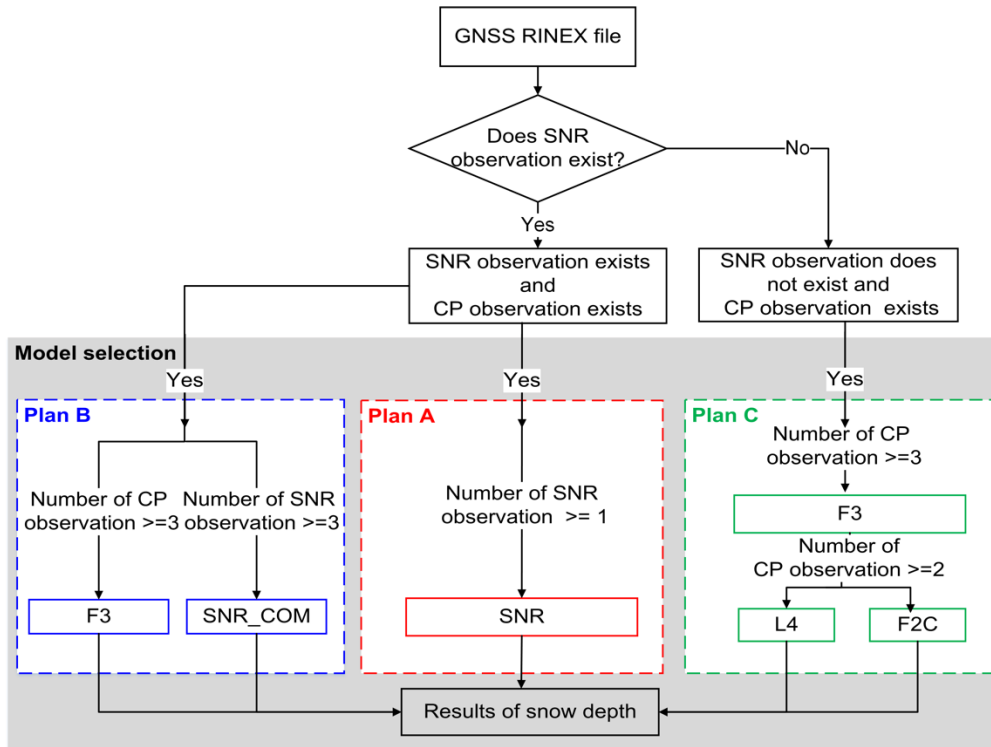 GNSS RINEX file
Does SNR
observation exist?
No
Yes
SNR observation exists
and
CP observation exists
SNR observation does
not exist and
CP observation exists
Model selection
Yes
Yes
Yes
Plan B
Number of CP
observation >=3
Number of SNR
observation >=3
F3
SNR_COM
Plan A
Number of SNR
observation >= 1
SNR
Plan C
Number of CP
observation >=3
F3
Number of
CP observation >=2
L4
F2C
Results of snow depth